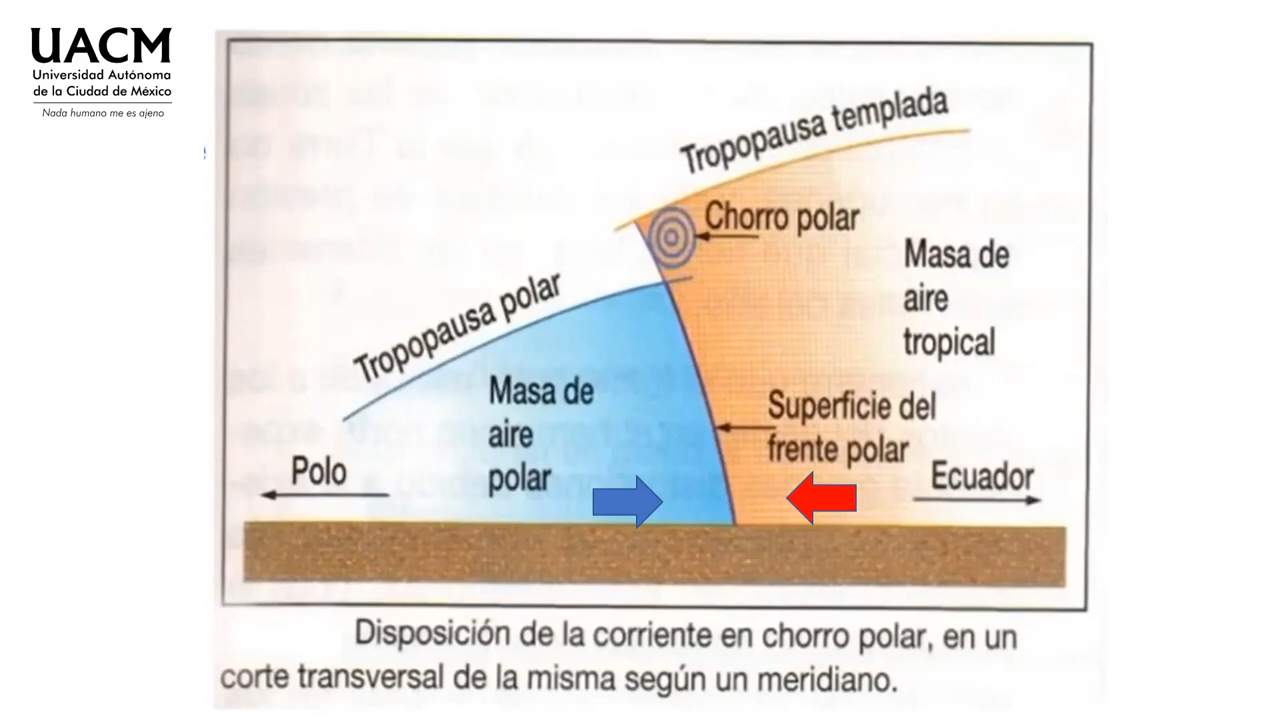 UACM
Universidad Autónoma
de la Ciudad de México
Nada humano me es ajeno
Tropopausa templada
Chorro polar
Masa de
aire
tropical
Tropopausa polar
Masa de
aire
polar
Superficie del
frente polar
Polo
Ecuador
Disposición de la corriente en chorro polar, en un
corte transversal de la misma según un meridiano.